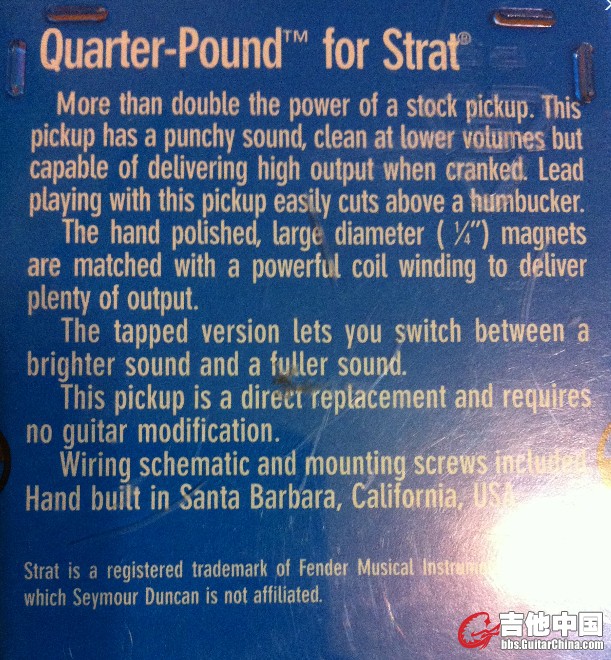 Quarter-Pound™ for Strat®
More than double the power of a stock pickup. This
pickup has a punchy sound, clean at lower volumes but
capable of delivering high output when cranked. Lead
playing with this pickup easily cuts above a humbucker.
The hand polished, large diameter ( ¼") magnets
are matched with a powerful coil winding to deliver
plenty of output.
The tapped version lets you switch between a
brighter sound and a fuller sound.
This pickup is a direct replacement and requires
no guitar modification.
Wiring schematic and mounting screws included
Hand built in Santa Barbara, California, USA
Strat is a registered trademark of Fender Musical
which Seymour Duncan is not affiliated.
吉他中国
bbs.GuitarChina.com